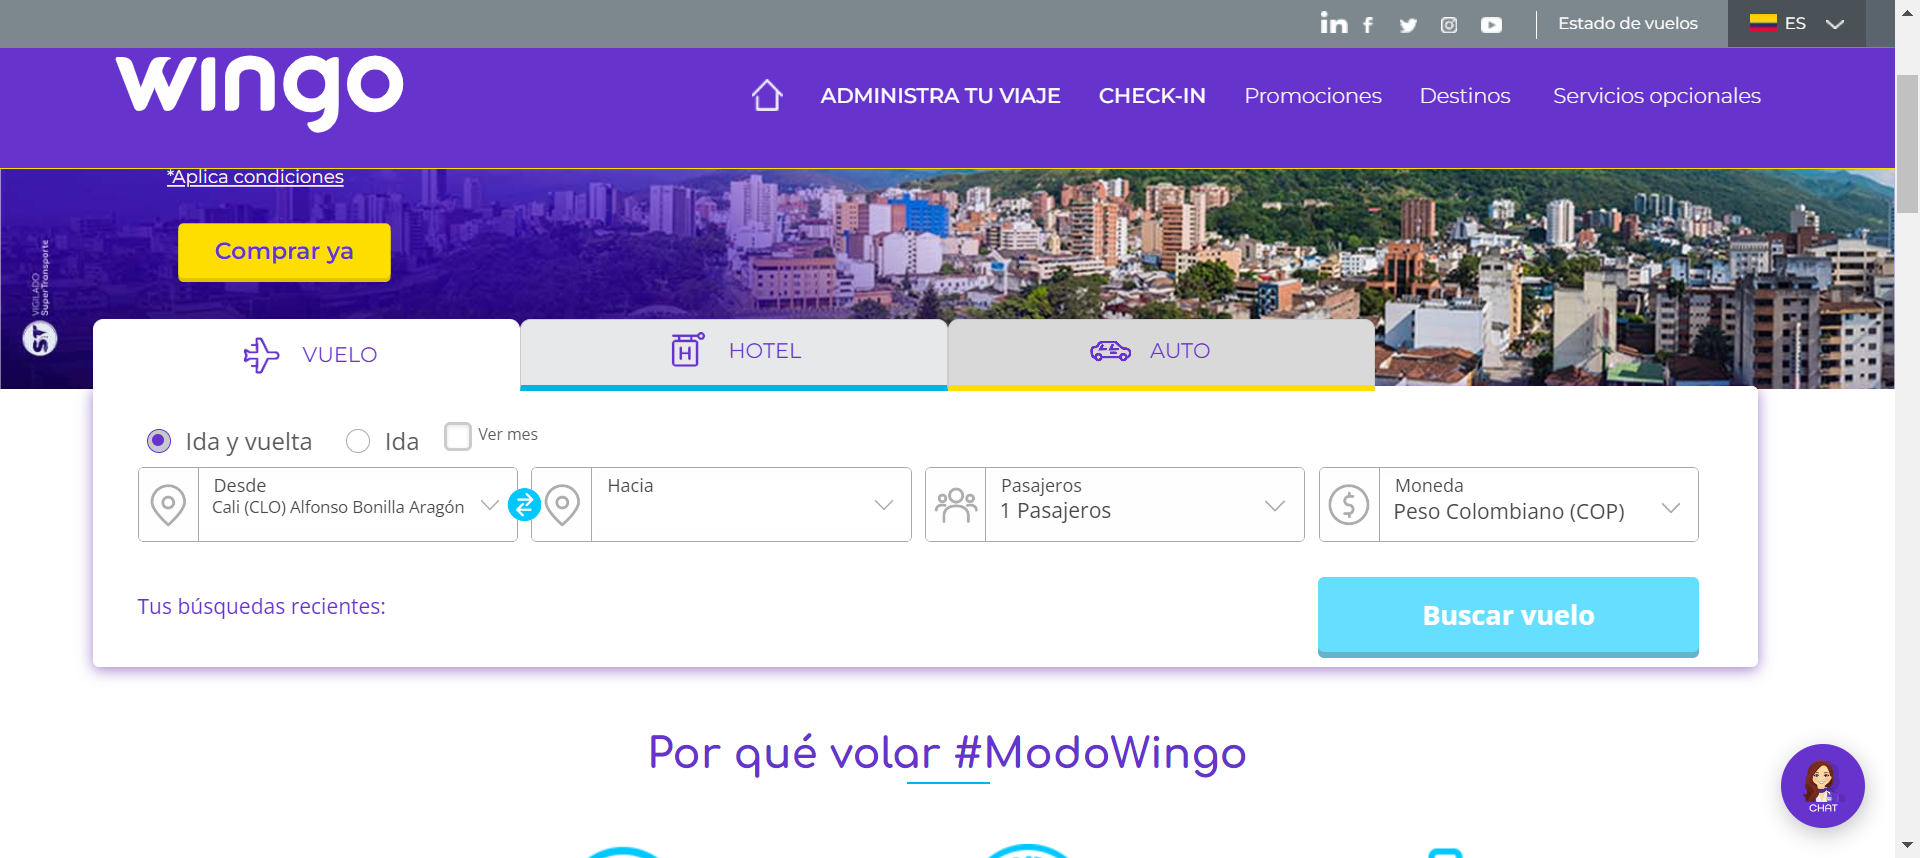 Estado de vuelos
ES
wingo
ADMINISTRA TU VIAJE
CHECK-IN
Promociones
Destinos
Servicios opcionales
*Aplica condiciones
Comprar ya
VIGILADO
SuperTransporte
ST
VUELO
H
HOTEL
AUTO
Ida y vuelta
Ida
Ver mes
Desde
Cali (CLO) Alfonso Bonilla Aragón
Hacia
Pasajeros
1 Pasajeros
Moneda
Peso Colombiano (COP)
Tus búsquedas recientes:
Buscar vuelo
Por qué volar #ModoWingo
CHAT